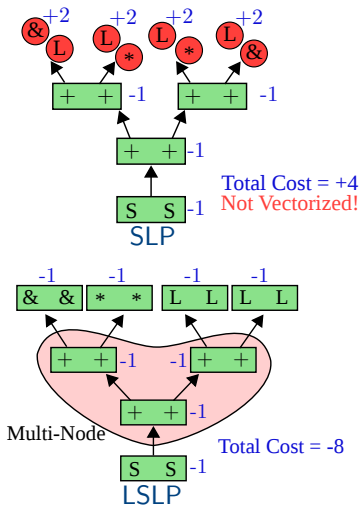 +2 +2 +2 +2
& L L * L * L &
+ + -1 + + -1
+ + -1
S S -1
Total Cost = +4
Not Vectorized!
SLP
-1 -1 -1 -1
& & * * L L L L
+ + -1 -1 + +
+ + -1
Multi-Node
Total Cost = -8
S S -1
LSLP